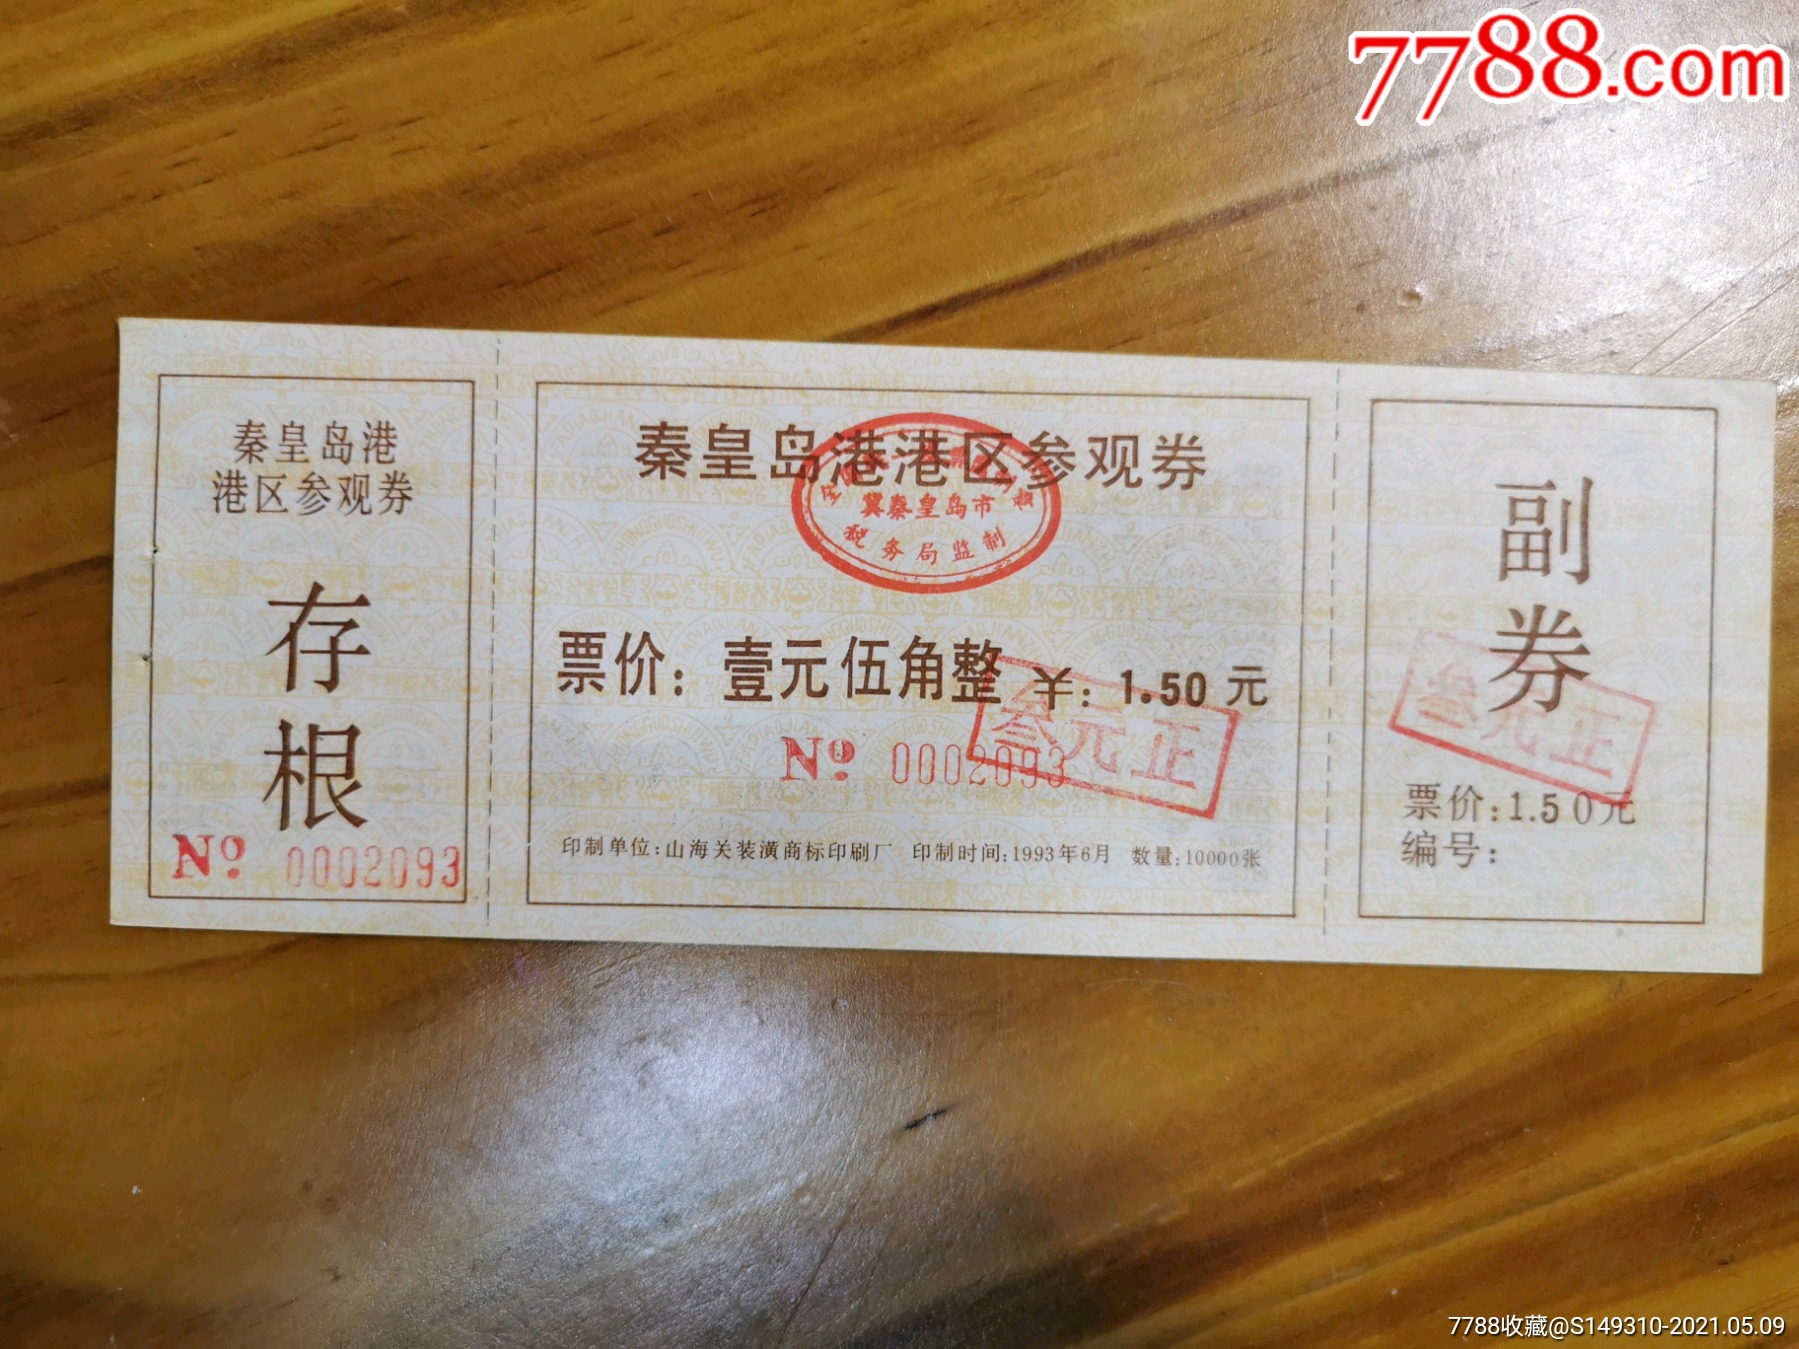 7788.com
秦皇岛港
港区参观券
存
根
Nº 0002093
秦皇岛港港区参观券
冀秦皇岛市
税务局监制
票价：壹元伍角整 ¥：1.50 元
叁元正
Nº 0002093
印制单位：山海关装潢商标印刷厂 印制时间：1993年6月 数量：10000张
副
券
叁元正
票价：1.50元
编号：
7788收藏@S149310-2021.05.09